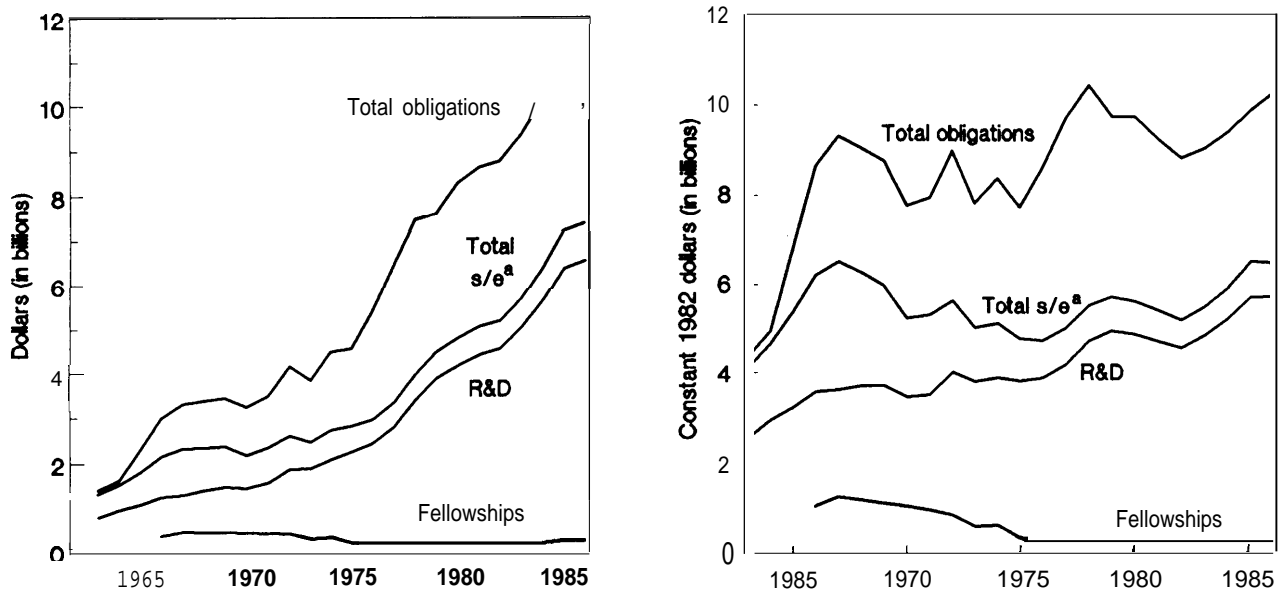 12
10
8
6
4
2
0
Dollars (in billions)
Total obligations
Total
s/eᵃ
R&D
Fellowships
1965 1970 1975 1980 1985
12
10
8
6
4
2
0
Constant 1982 dollars (in billions)
Total obligations
Total s/eᵃ
R&D
Fellowships
1985 1970 1975 1980 1985